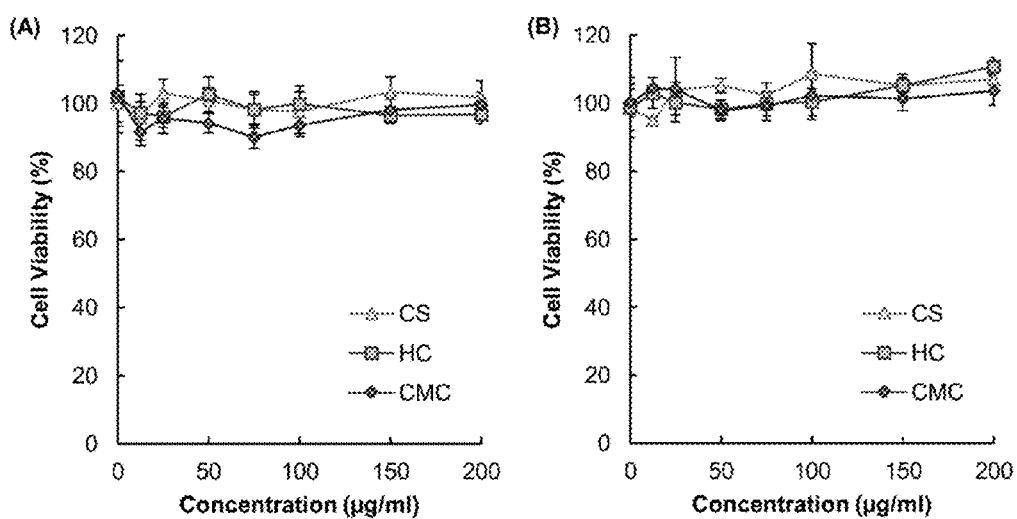 (A)
120
100
80
60
40
20
0
Cell Viability (%)
CS
HC
CMC
0 50 100 150 200
Concentration (µg/ml)
(B)
120
100
80
60
40
20
0
Cell Viability (%)
CS
HC
CMC
0 50 100 150 200
Concentration (µg/ml)